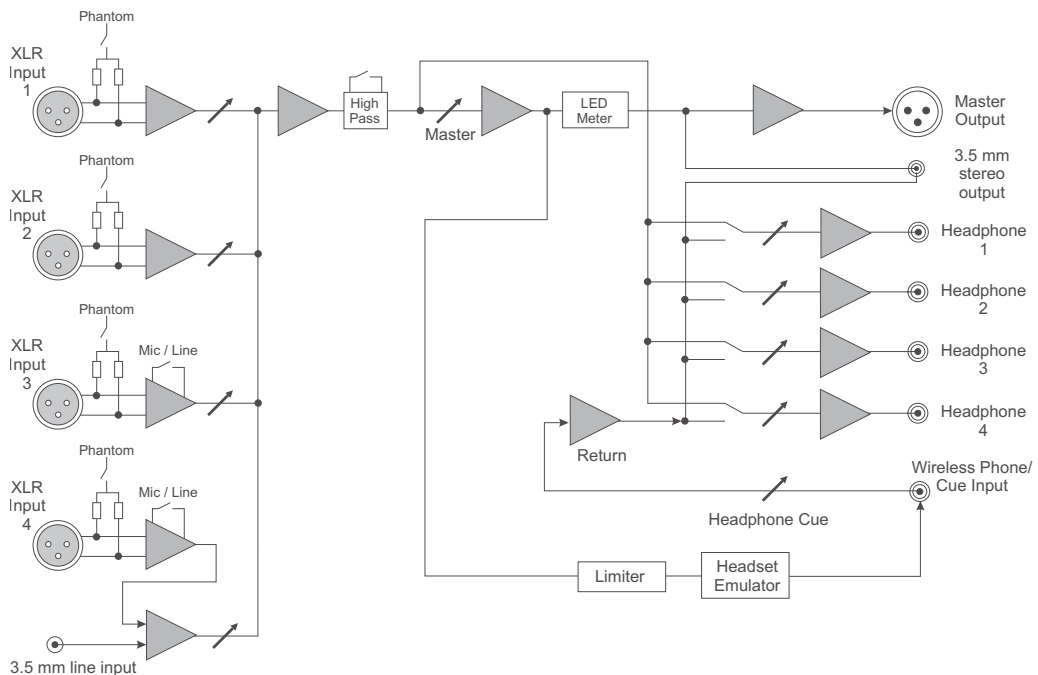 Phantom
XLR
Input
1
High
Pass
Master
LED
Meter
Master
Output
3.5 mm
stereo
output
Phantom
XLR
Input
2
Headphone
1
Headphone
2
Phantom
XLR
Input
3
Mic / Line
Headphone
3
Headphone
4
Return
Phantom
XLR
Input
4
Mic / Line
Wireless Phone/
Cue Input
Headphone Cue
Limiter
Headset
Emulator
3.5 mm line input